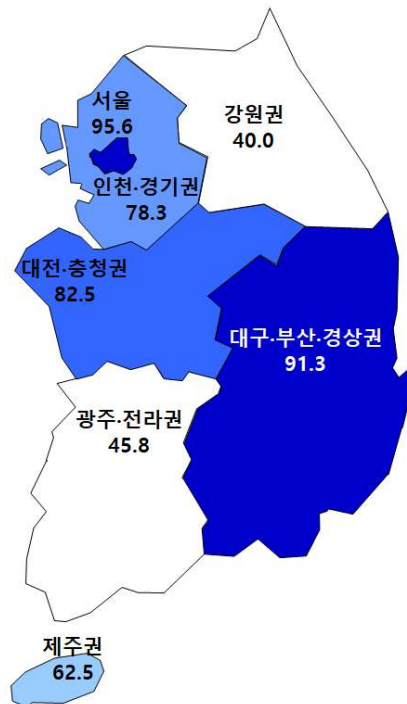 서울
95.6
강원권
40.0
인천·경기권
78.3
대전·충청권
82.5
대구·부산·경상권
91.3
광주·전라권
45.8
제주권
62.5